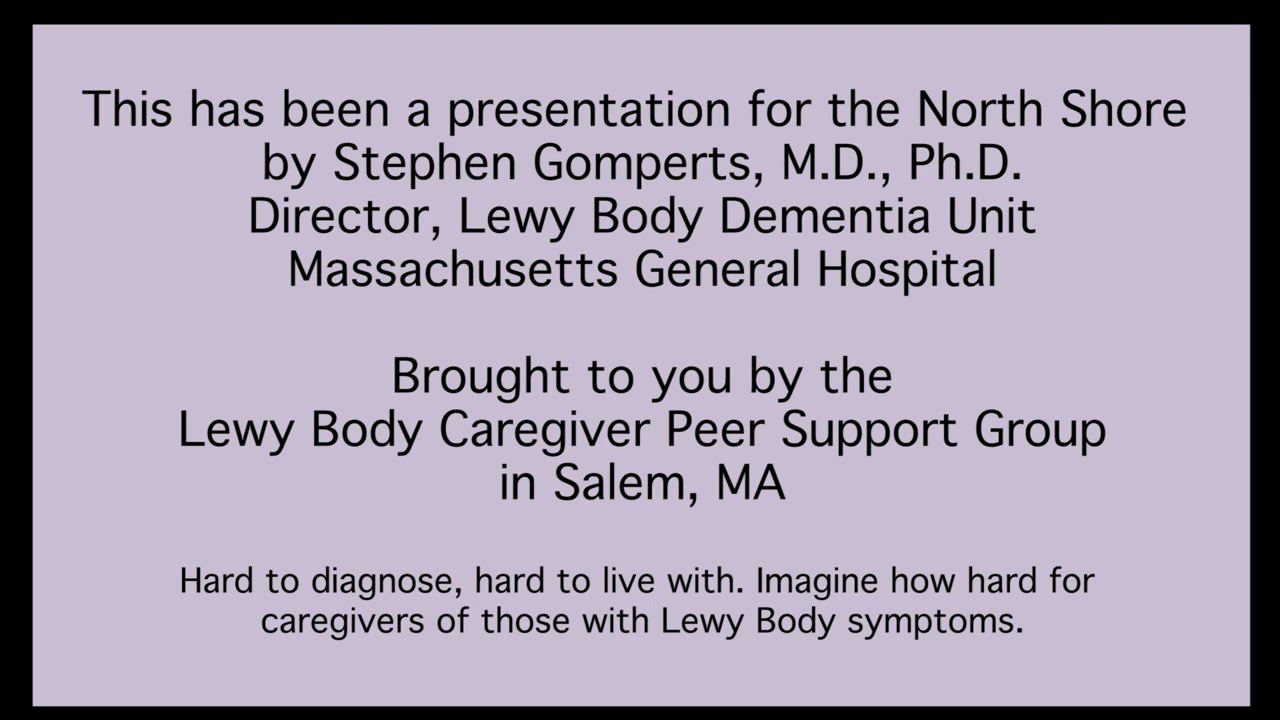 This has been a presentation for the North Shore
by Stephen Gomperts, M.D., Ph.D.
Director, Lewy Body Dementia Unit
Massachusetts General Hospital
Brought to you by the
Lewy Body Caregiver Peer Support Group
in Salem, MA
Hard to diagnose, hard to live with. Imagine how hard for
caregivers of those with Lewy Body symptoms.